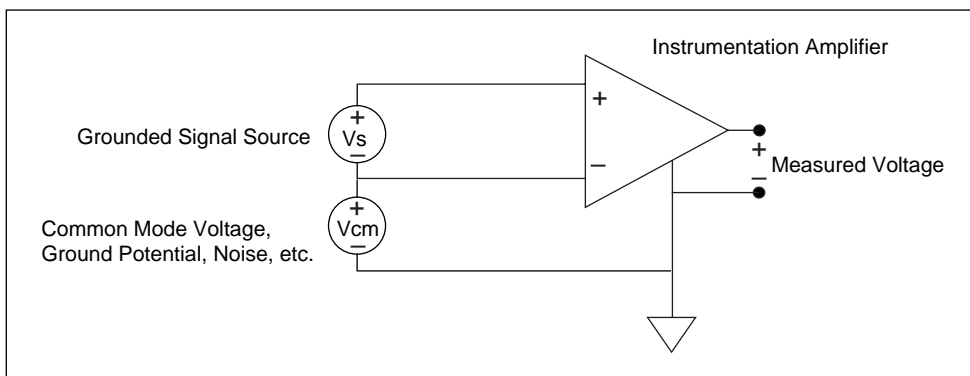 Instrumentation Amplifier
+
+
Grounded Signal Source
Vs
−
−
+
Measured Voltage
−
+
Common Mode Voltage,
Ground Potential, Noise, etc.
Vcm
−